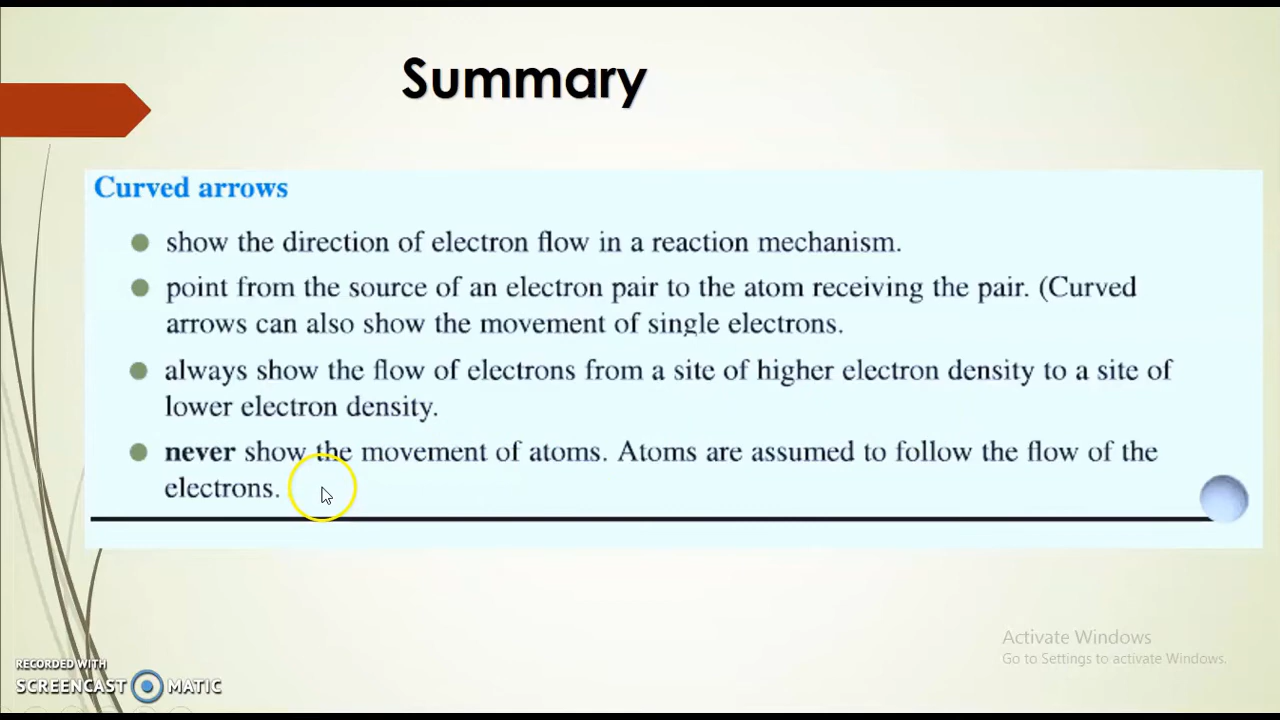 Summary
Curved arrows
show the direction of electron flow in a reaction mechanism.
point from the source of an electron pair to the atom receiving the pair. (Curved
arrows can also show the movement of single electrons.
always show the flow of electrons from a site of higher electron density to a site of
lower electron density.
never show the movement of atoms. Atoms are assumed to follow the flow of the
electrons.
Activate Windows
Go to Settings to activate Windows.
RECORDED WITH
SCREENCAST MATIC